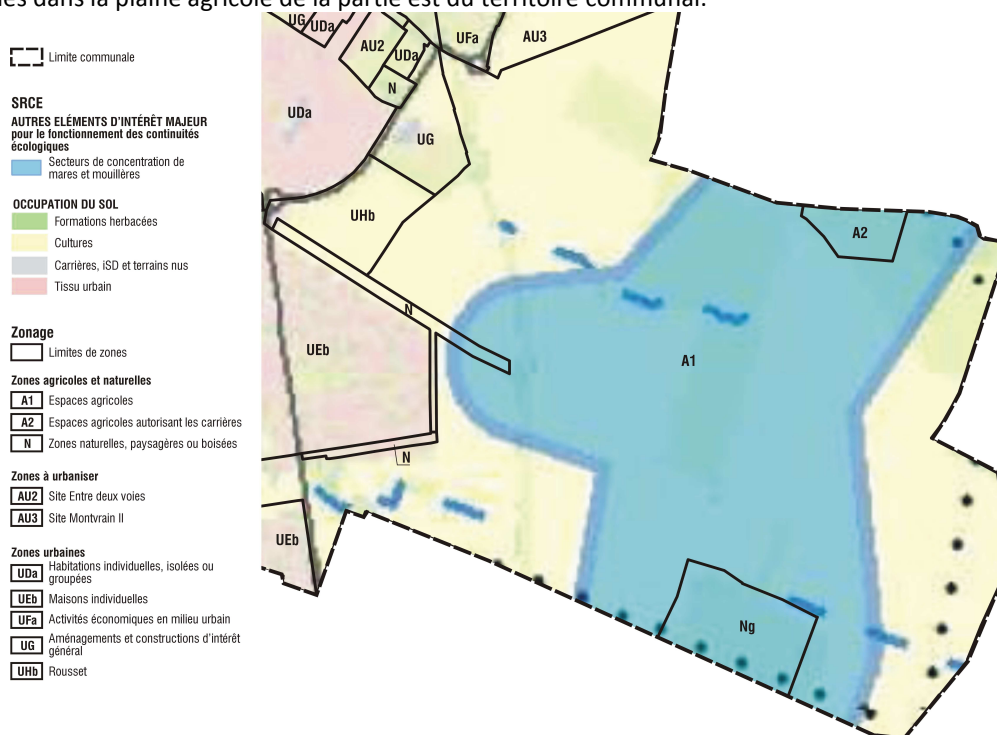 es dans la plaine agricole de la partie est du territoire communal.
Limite communale
SRCE
AUTRES ELÉMENTS D'INTÉRÊT MAJEUR
pour le fonctionnement des continuités
écologiques
Secteurs de concentration de
mares et mouillères
OCCUPATION DU SOL
Formations herbacées
Cultures
Carrières, iSD et terrains nus
Tissu urbain
Zonage
Limites de zones
Zones agricoles et naturelles
A1 Espaces agricoles
A2 Espaces agricoles autorisant les carrières
N Zones naturelles, paysagères ou boisées
Zones à urbaniser
AU2 Site Entre deux voies
AU3 Site Montvrain II
Zones urbaines
UDa Habitations individuelles, isolées ou
groupées
UEb Maisons individuelles
UFa Activités économiques en milieu urbain
UG Aménagements et constructions d'intérêt
général
UHb Rousset
UG
UDa
AU2
UDa
N
UFa
AU3
UDa
UG
UHb
A2
N
UEb
A1
N
UEb
Ng